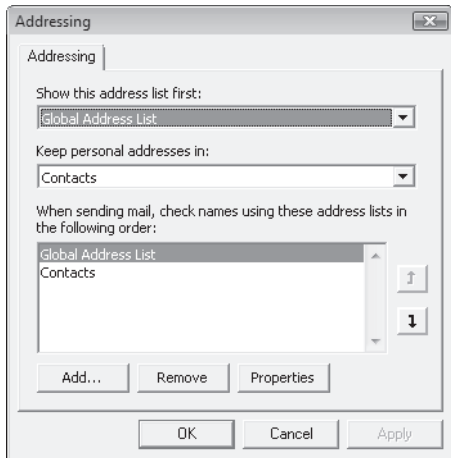 Addressing
Addressing
Show this address list first:
Global Address List
Keep personal addresses in:
Contacts
When sending mail, check names using these address lists in
the following order:
Global Address List
Contacts
Add...
Remove
Properties
OK
Cancel
Apply